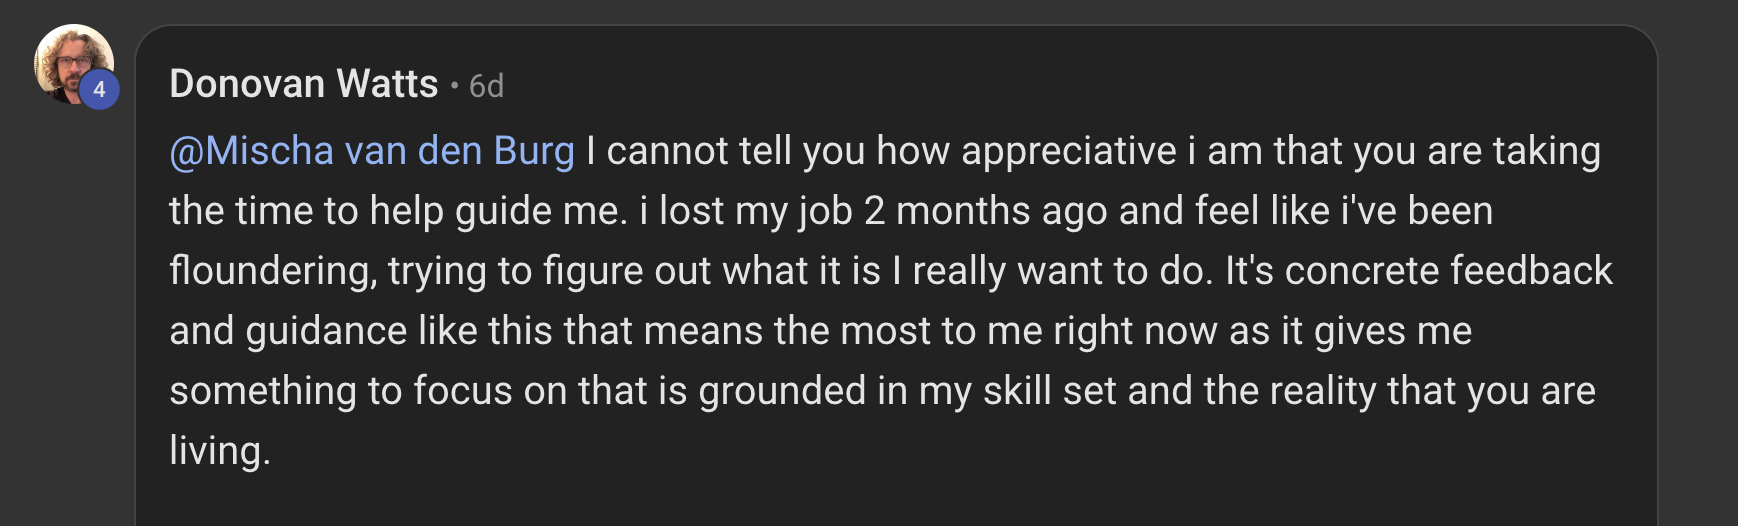 4
Donovan Watts • 6d
@Mischa van den Burg I cannot tell you how appreciative i am that you are taking
the time to help guide me. i lost my job 2 months ago and feel like i've been
floundering, trying to figure out what it is I really want to do. It's concrete feedback
and guidance like this that means the most to me right now as it gives me
something to focus on that is grounded in my skill set and the reality that you are
living.